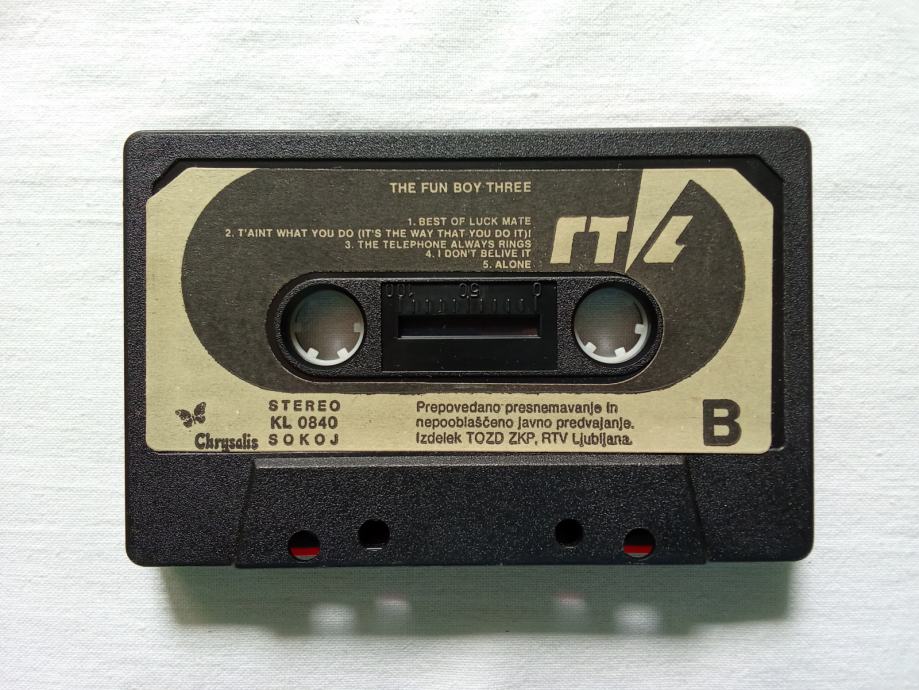 THE FUN BOY THREE
1. BEST OF LUCK MATE
2. T'AINT WHAT YOU DO (IT'S THE WAY THAT YOU DO IT)!
3. THE TELEPHONE ALWAYS RINGS
4. I DON'T BELIVE IT
5. ALONE
RTVL
100 50 0
Chrysalis
STEREO
KL 0840
SOKOJ
Prepovedano presnemavanje in
nepooblaščeno javno predvajanje.
Izdelek TOZD ZKP, RTV Ljubljana.
B